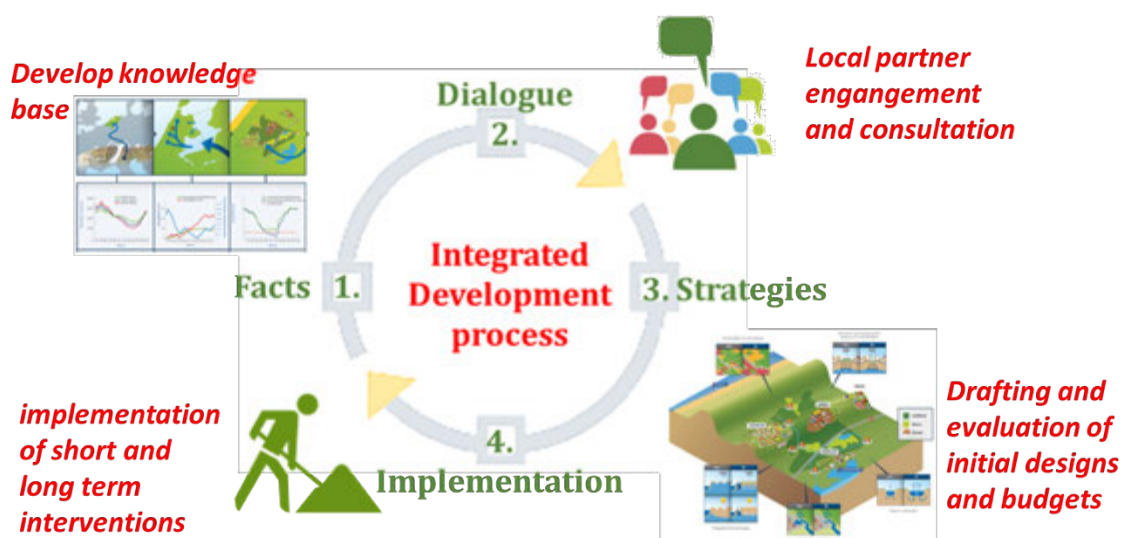 Develop knowledge
base
Dialogue
2.
Local partner
engangement
and consultation
Facts 1.
Integrated
Development
process
3. Strategies
implementation
of short and
long term
interventions
4.
Implementation
Drafting and
evaluation of
initial designs
and budgets